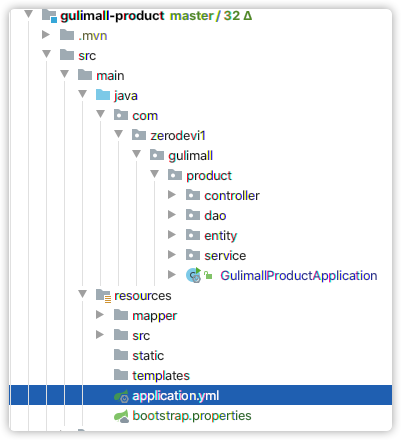 gulimall-product master / 32 Δ
.mvn
src
main
java
com
zerodevi1
gulimall
product
controller
dao
entity
service
GulimallProductApplication
resources
mapper
src
static
templates
application.yml
bootstrap.properties